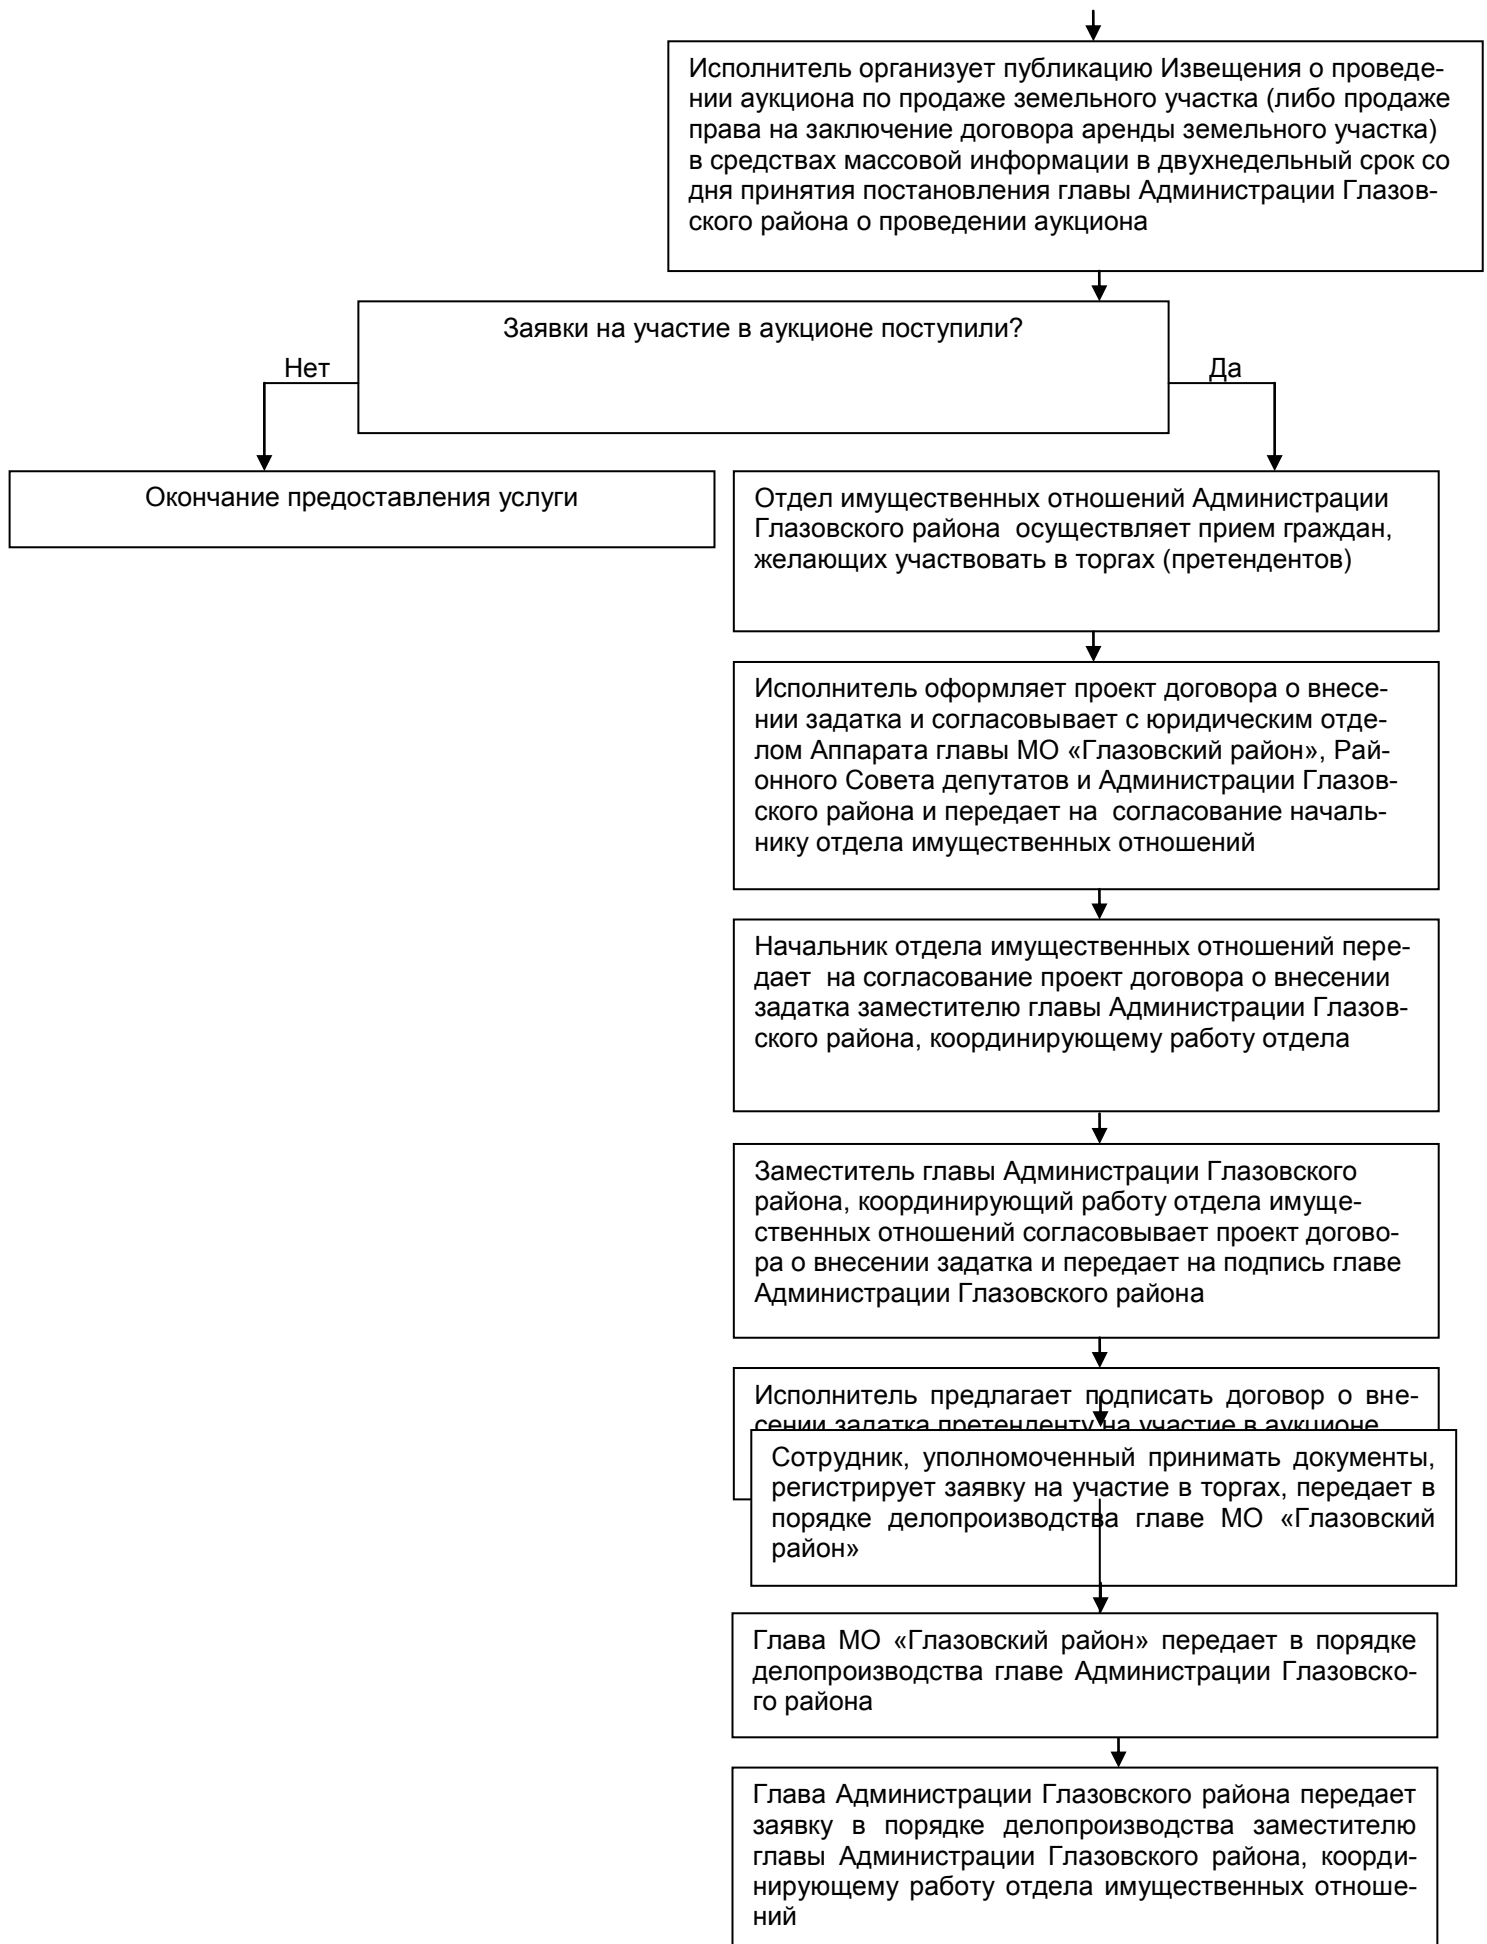 Исполнитель организует публикацию Извещения о проведе-
нии аукциона по продаже земельного участка (либо продаже
права на заключение договора аренды земельного участка)
в средствах массовой информации в двухнедельный срок со
дня принятия постановления главы Администрации Глазов-
ского района о проведении аукциона
Заявки на участие в аукционе поступили?
Нет
Да
Окончание предоставления услуги
Отдел имущественных отношений Администрации
Глазовского района осуществляет прием граждан,
желающих участвовать в торгах (претендентов)
Исполнитель оформляет проект договора о внесе-
нии задатка и согласовывает с юридическим отде-
лом Аппарата главы МО «Глазовский район», Рай-
онного Совета депутатов и Администрации Глазов-
ского района и передает на согласование началь-
нику отдела имущественных отношений
Начальник отдела имущественных отношений пере-
дает на согласование проект договора о внесении
задатка заместителю главы Администрации Глазов-
ского района, координирующему работу отдела
Заместитель главы Администрации Глазовского
района, координирующий работу отдела имуще-
ственных отношений согласовывает проект догово-
ра о внесении задатка и передает на подпись главе
Администрации Глазовского района
Исполнитель предлагает подписать договор о вне-
сении задатка претенденту на участие в аукционе
Сотрудник, уполномоченный принимать документы,
регистрирует заявку на участие в торгах, передает в
порядке делопроизводства главе МО «Глазовский
район»
Глава МО «Глазовский район» передает в порядке
делопроизводства главе Администрации Глазовско-
го района
Глава Администрации Глазовского района передает
заявку в порядке делопроизводства заместителю
главы Администрации Глазовского района, коорди-
нирующему работу отдела имущественных отноше-
ний